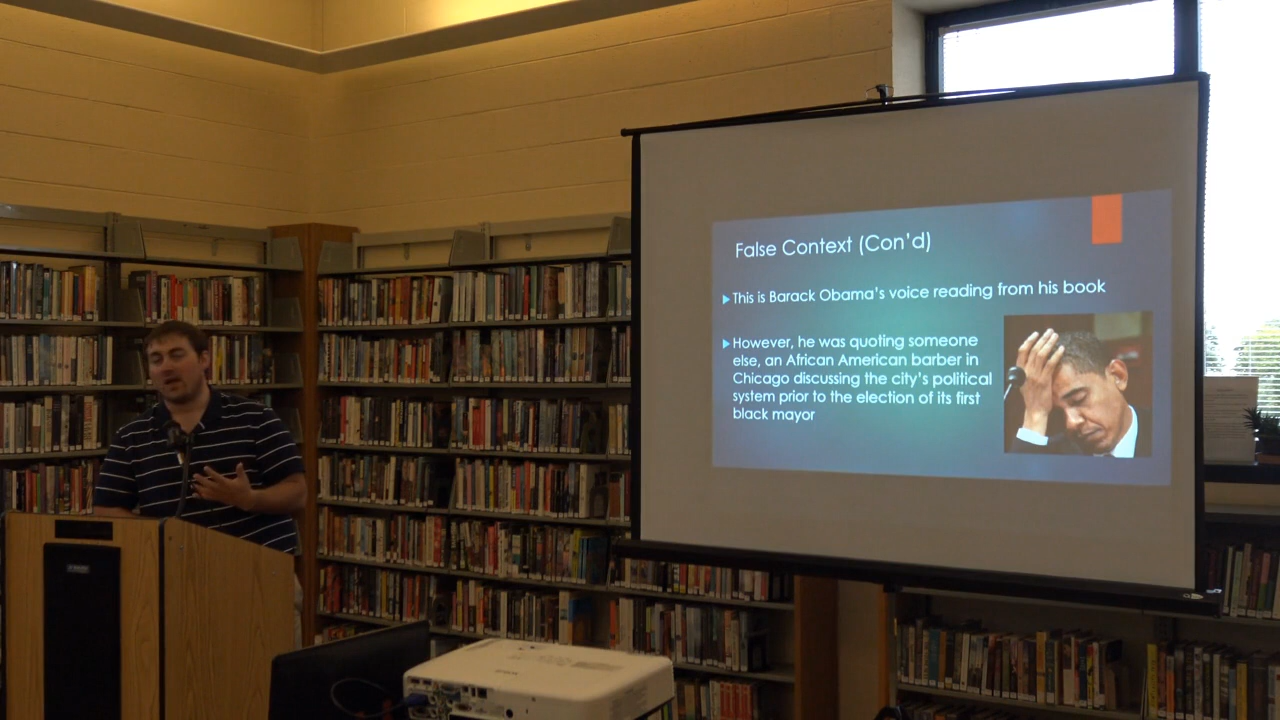 False Context (Con'd)
This is Barack Obama's voice reading from his book
However, he was quoting someone
else, an African American barber in
Chicago discussing the city's political
system prior to the election of its first
black mayor